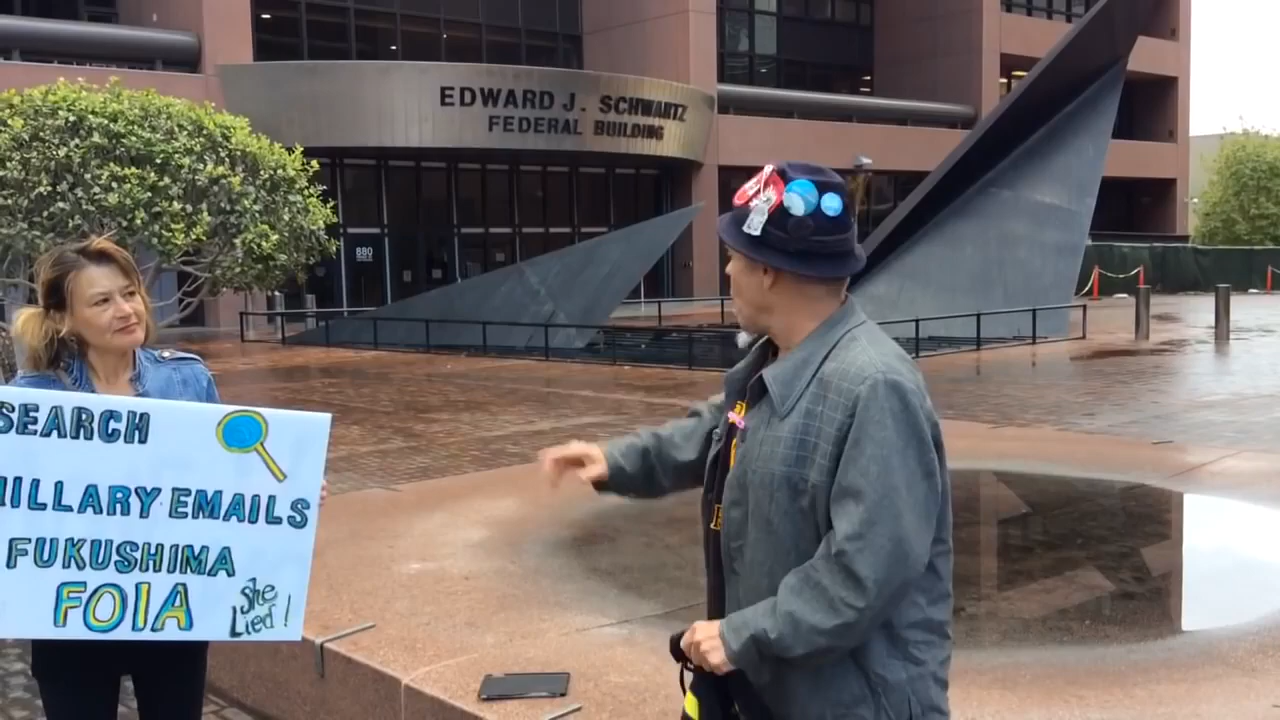 EDWARD J. SCHWARTZ
FEDERAL BUILDING
880
SEARCH
HILLARY EMAILS
FUKUSHIMA
FOIA
She
Lied!